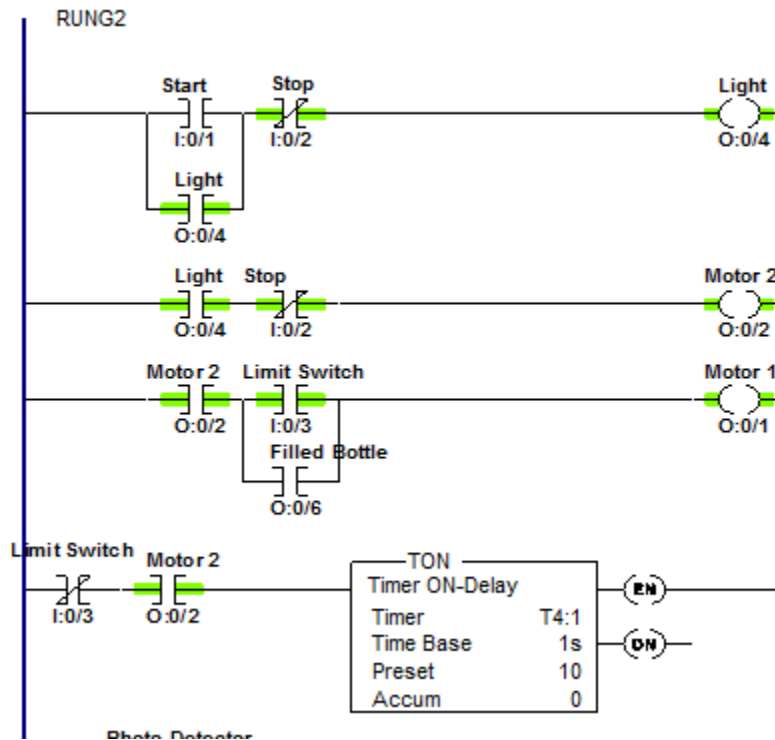 RUNG2
Start Stop Light
I:0/1 I:0/2 O:0/4
Light
O:0/4
Light Stop Motor 2
O:0/4 I:0/2 O:0/2
Motor 2 Limit Switch Motor 1
O:0/2 I:0/3 O:0/1
Filled Bottle
O:0/6
Limit Switch Motor 2
I:0/3 O:0/2
TON
Timer ON-Delay EN
Timer T4:1
Time Base 1s DN
Preset 10
Accum 0
Photo Detector